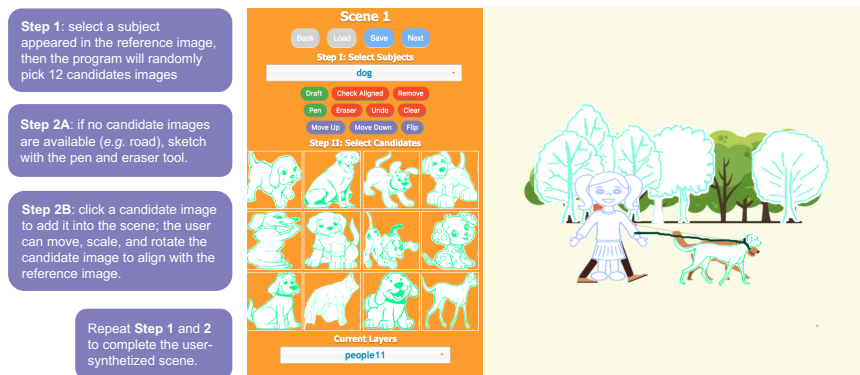 Step 1: select a subject
appeared in the reference image,
then the program will randomly
pick 12 candidates images
Step 2A: if no candidate images
are available (e.g. road), sketch
with the pen and eraser tool.
Step 2B: click a candidate image
to add it into the scene; the user
can move, scale, and rotate the
candidate image to align with the
reference image.
Repeat Step 1 and 2
to complete the user-
synthetized scene.
Scene 1
Back Load Save Next
Step I: Select Subjects
dog
Draft Check Aligned Remove
Pen Eraser Undo Clear
Move Up Move Down Flip
Step II: Select Candidates
Current Layers
people11